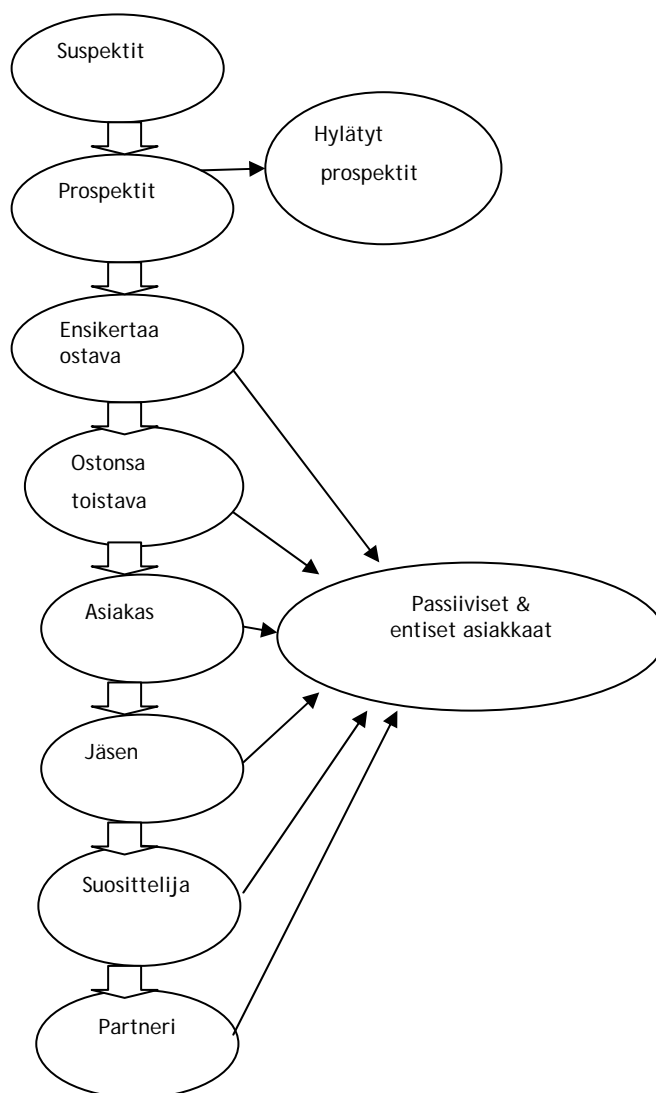 Suspektit
Hylätyt
prospektit
Prospektit
Ensikertaa
ostava
Ostonsa
toistava
Asiakas
Passiiviset &
entiset asiakkaat
Jäsen
Suosittelija
Partneri